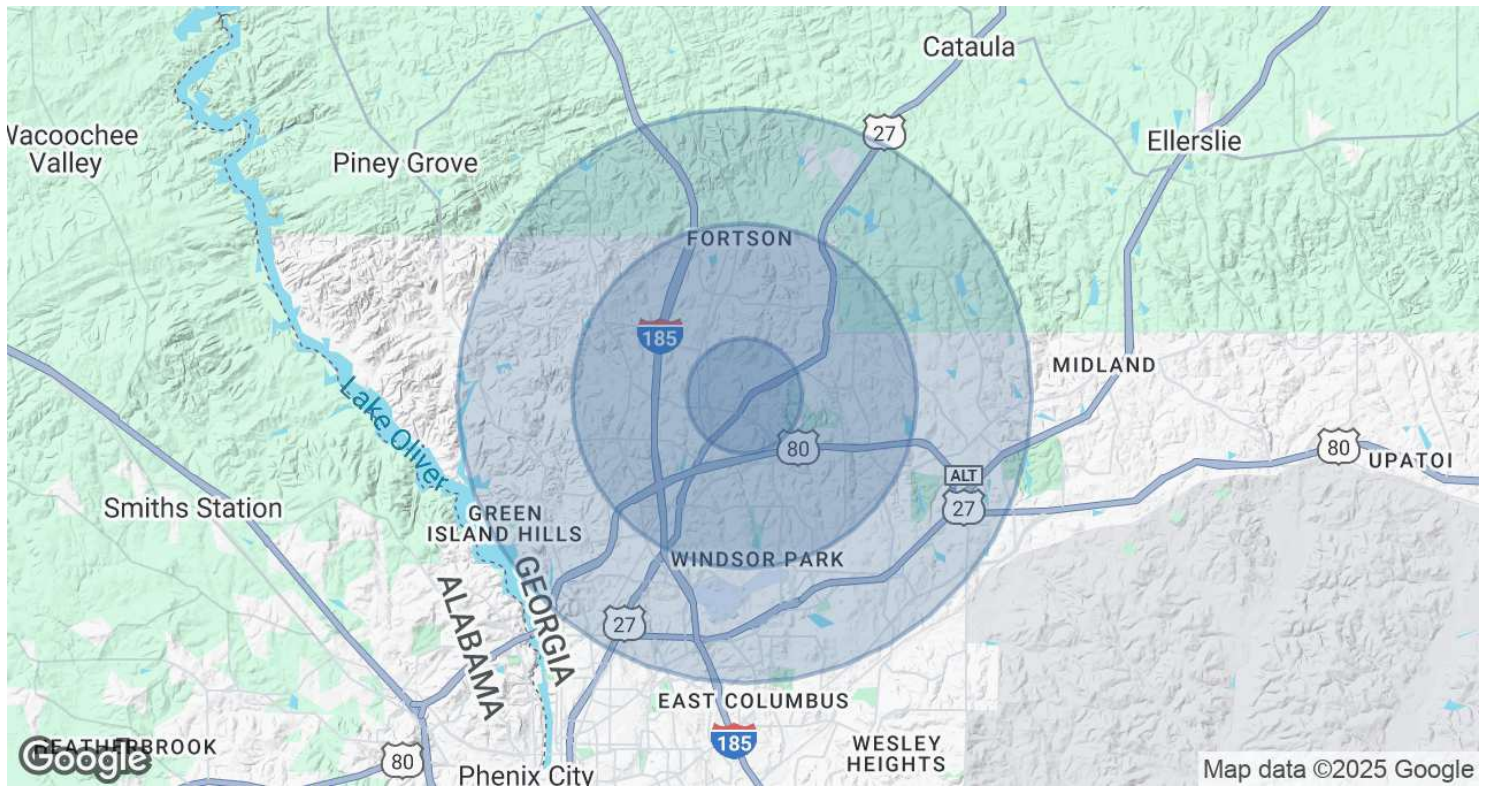 Cataula
27
Wacoochee
Valley
Piney Grove
Ellerslie
FORTSON
185
MIDLAND
Lake Oliver
80
80
UPATOI
ALT
27
Smiths Station
GREEN
ISLAND HILLS
WINDSOR PARK
GEORGIA
ALABAMA
27
EAST COLUMBUS
185
WESLEY
HEIGHTS
HEATHERBROOK
Google
80
Phenix City
Map data ©2025 Google